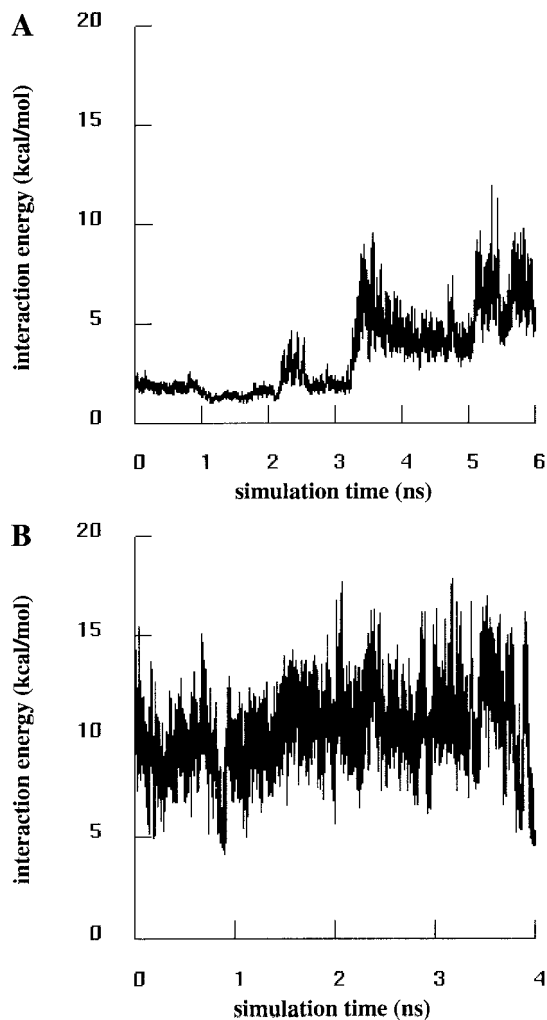 A
20
15
10
5
0
interaction energy (kcal/mol)
0 1 2 3 4 5 6
simulation time (ns)
B
20
15
10
5
0
interaction energy (kcal/mol)
0 1 2 3 4
simulation time (ns)